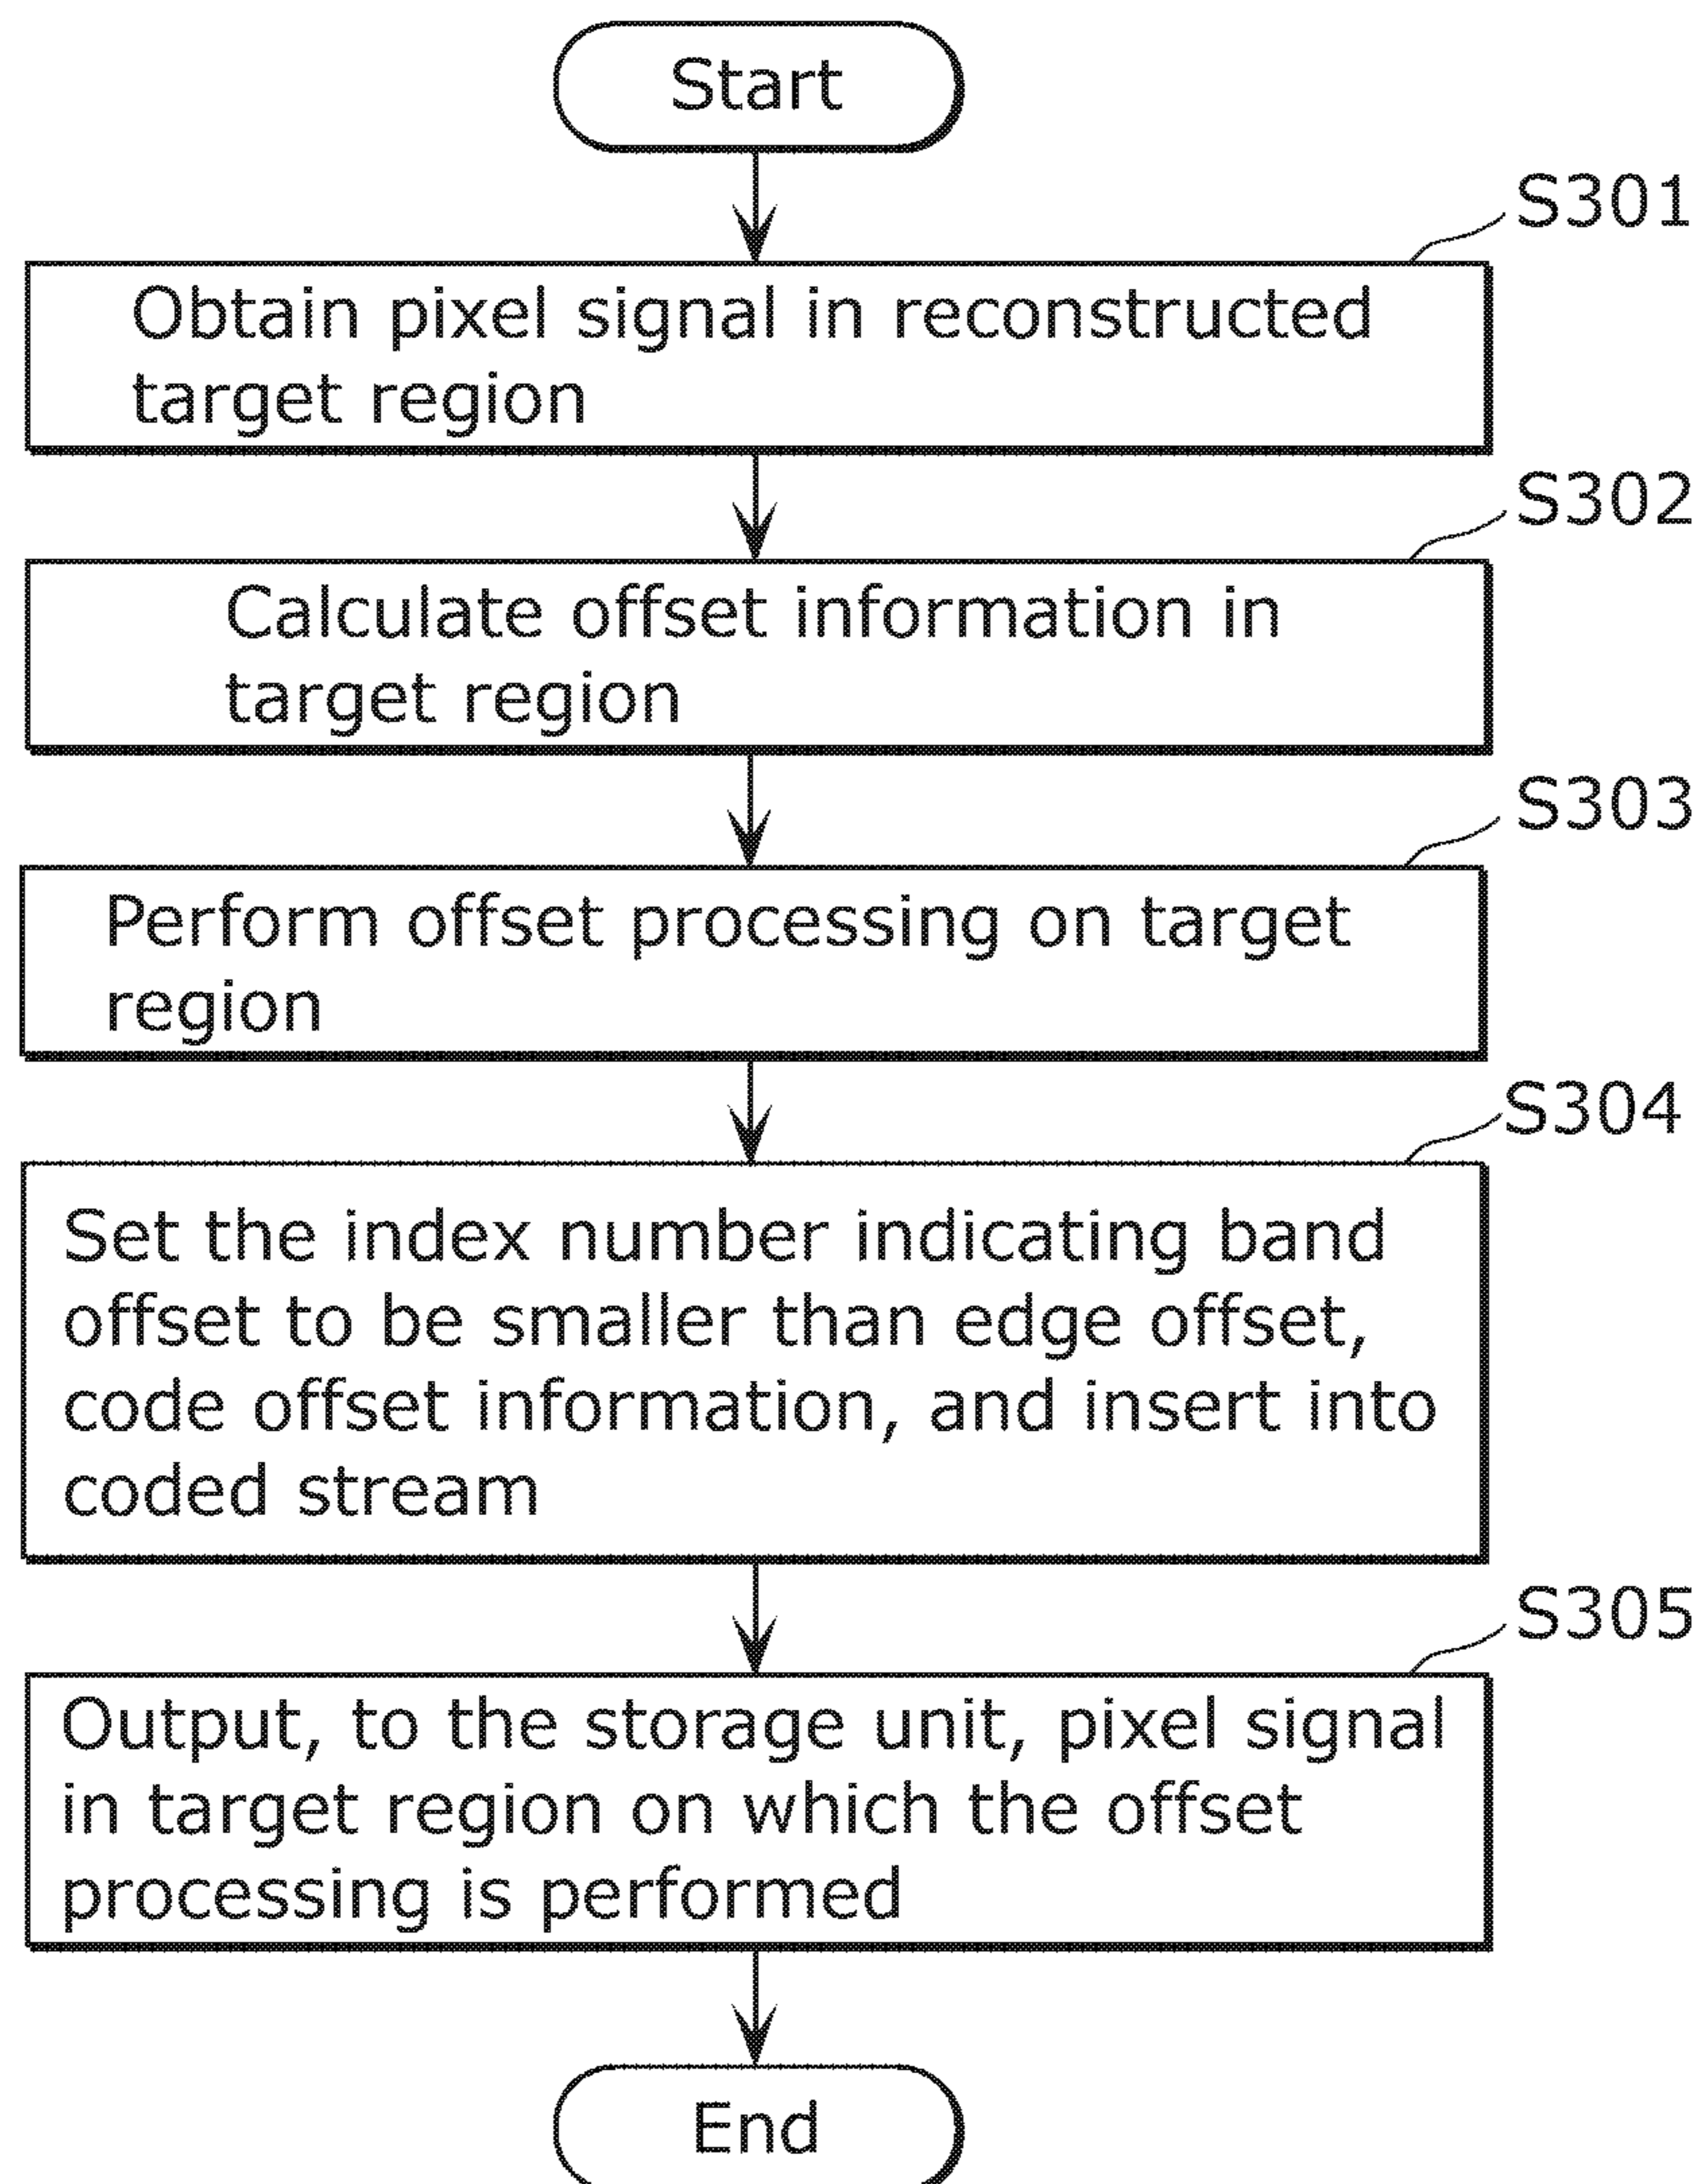 Start
S301
Obtain pixel signal in reconstructed
target region
S302
Calculate offset information in
target region
S303
Perform offset processing on target
region
S304
Set the index number indicating band
offset to be smaller than edge offset,
code offset information, and insert into
coded stream
S305
Output, to the storage unit, pixel signal
in target region on which the offset
processing is performed
End